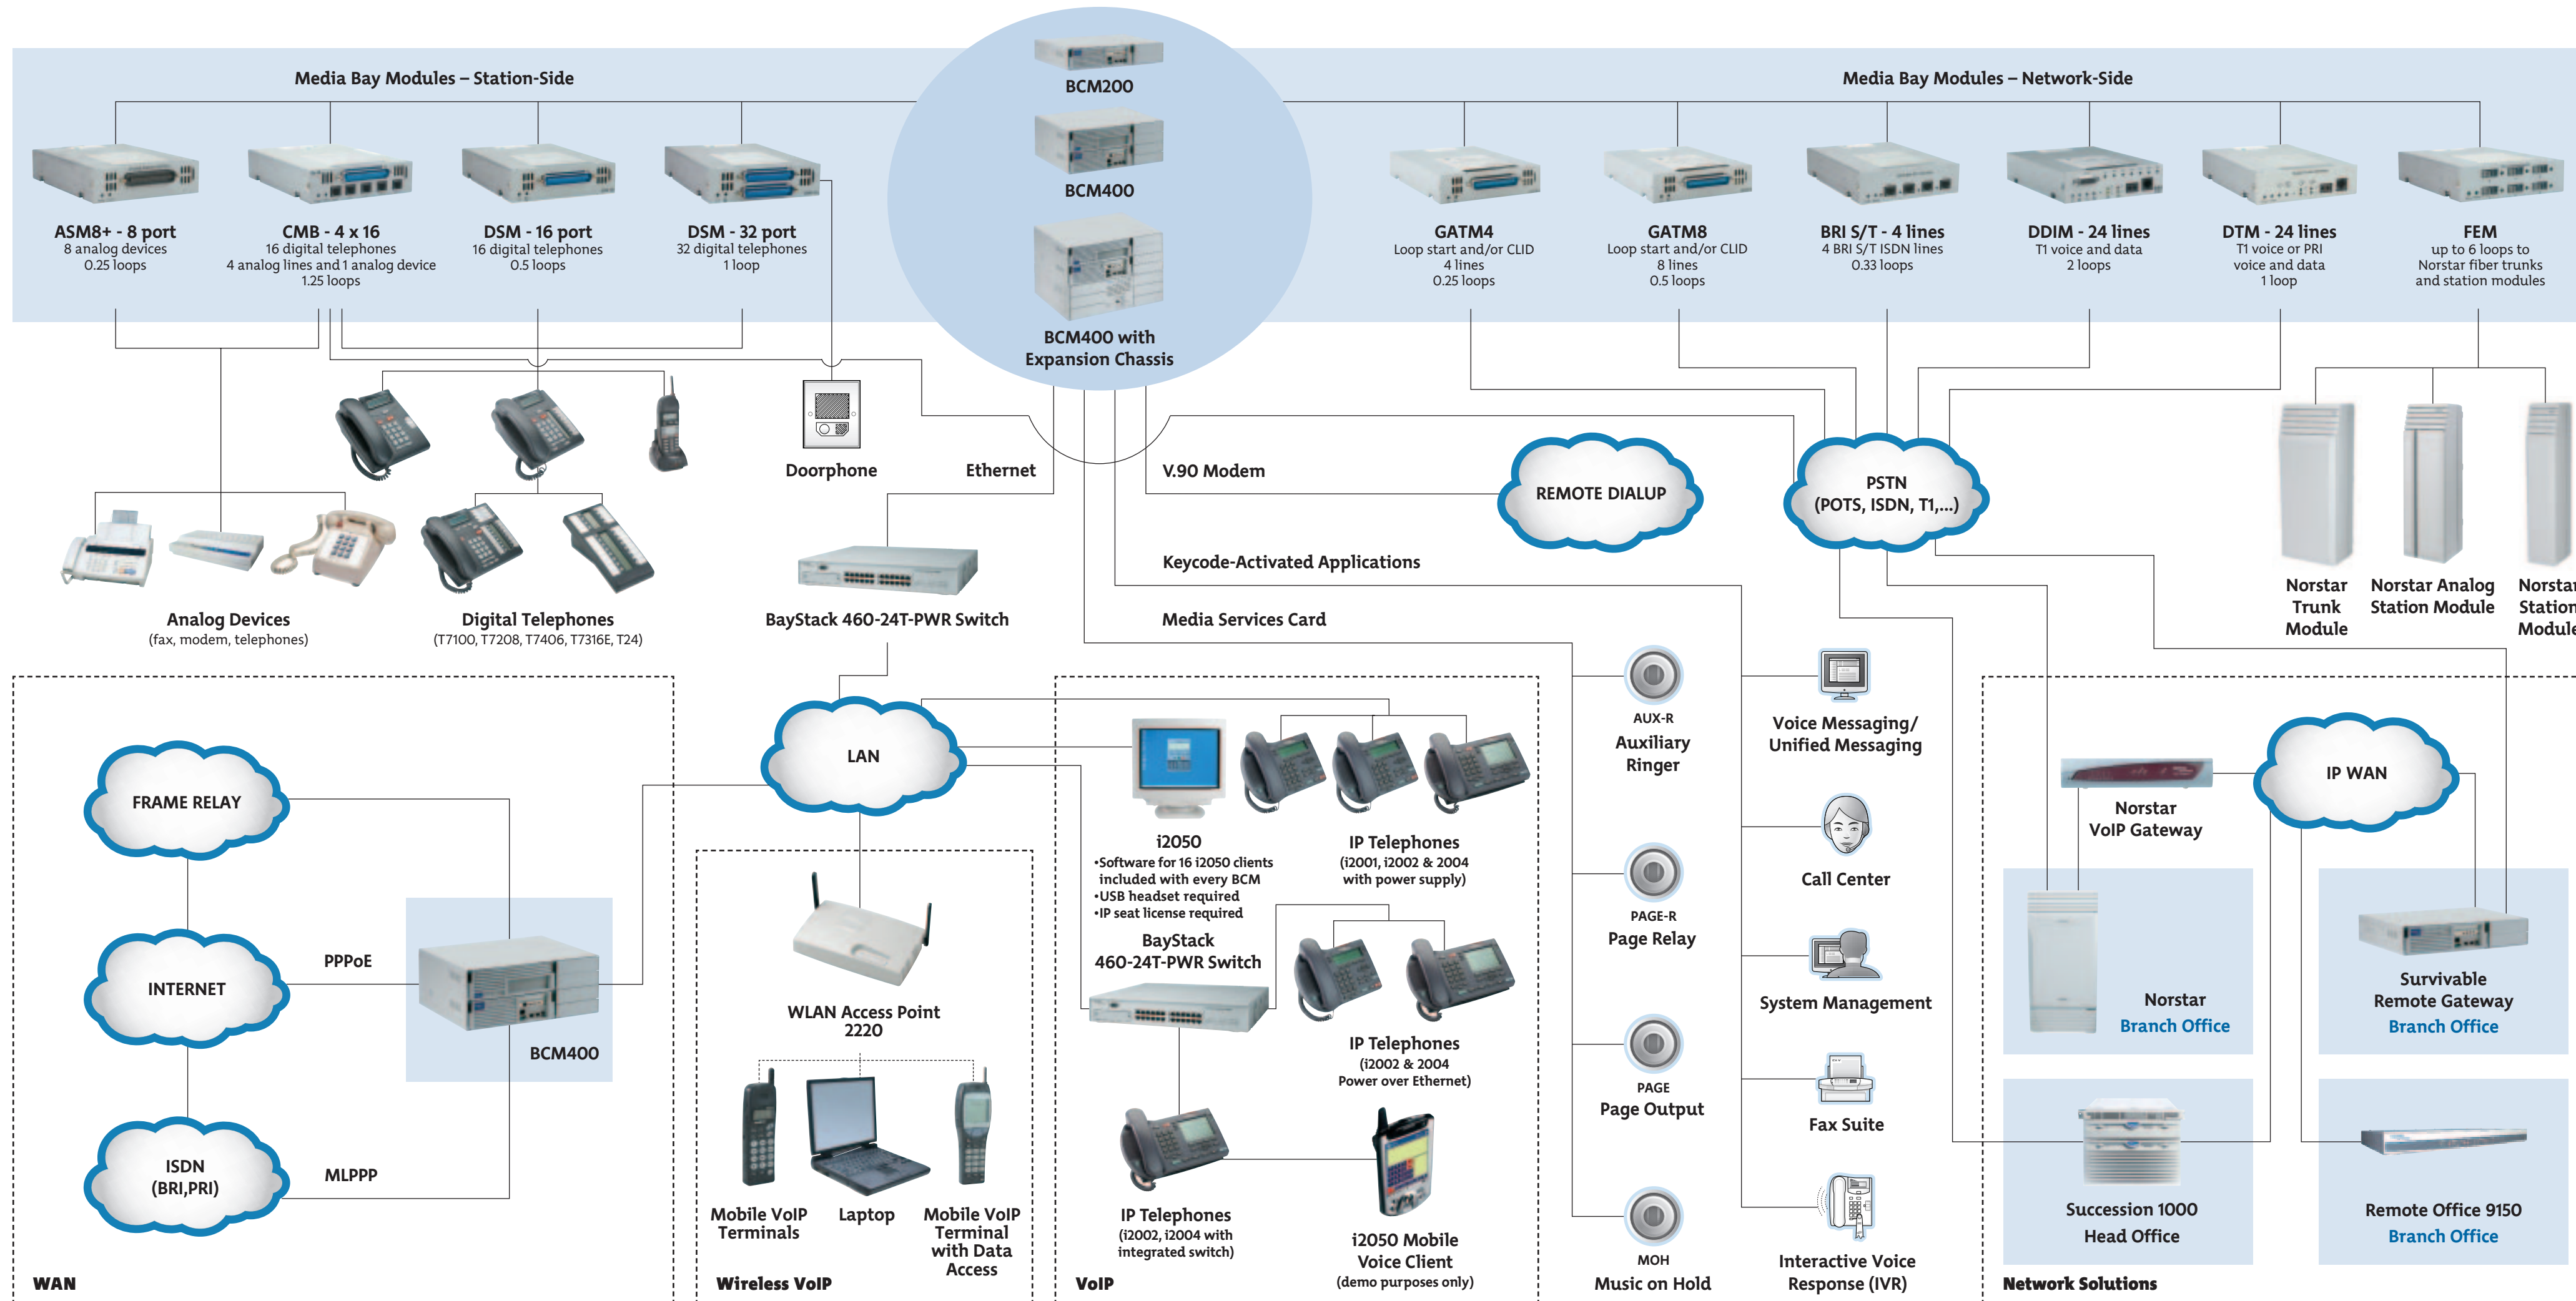 Media Bay Modules – Station-Side
BCM200
BCM400
BCM400 with
Expansion Chassis
Media Bay Modules – Network-Side
ASM8+ - 8 port
8 analog devices
0.25 loops
CMB - 4 x 16
16 digital telephones
4 analog lines and 1 analog device
1.25 loops
DSM - 16 port
16 digital telephones
0.5 loops
DSM - 32 port
32 digital telephones
1 loop
GATM4
Loop start and/or CLID
4 lines
0.25 loops
GATM8
Loop start and/or CLID
8 lines
0.5 loops
BRI S/T - 4 lines
4 BRI S/T ISDN lines
0.33 loops
DDIM - 24 lines
T1 voice and data
2 loops
DTM - 24 lines
T1 voice or PRI
voice and data
1 loop
FEM
up to 6 loops to
Norstar fiber trunks
and station modules
Doorphone
Ethernet
V.90 Modem
REMOTE DIALUP
PSTN
(POTS, ISDN, T1,...)
Analog Devices
(fax, modem, telephones)
Digital Telephones
(T7100, T7208, T7406, T7316E, T24)
BayStack 460-24T-PWR Switch
Keycode-Activated Applications
Media Services Card
Norstar
Trunk
Module
Norstar Analog
Station Module
Norstar
Station
Module
FRAME RELAY
INTERNET
ISDN
(BRI,PRI)
PPPoE
MLPPP
BCM400
WAN
LAN
WLAN Access Point
2220
Mobile VoIP
Terminals
Laptop
Mobile VoIP
Terminal
with Data
Access
Wireless VoIP
i2050
•Software for 16 i2050 clients
included with every BCM
•USB headset required
•IP seat license required
IP Telephones
(i2001, i2002 & 2004
with power supply)
BayStack
460-24T-PWR Switch
IP Telephones
(i2002 & 2004
Power over Ethernet)
IP Telephones
(i2002, i2004 with
integrated switch)
i2050 Mobile
Voice Client
(demo purposes only)
VoIP
AUX-R
Auxiliary
Ringer
PAGE-R
Page Relay
PAGE
Page Output
MOH
Music on Hold
Voice Messaging/
Unified Messaging
Call Center
System Management
Fax Suite
Interactive Voice
Response (IVR)
Norstar
VoIP Gateway
IP WAN
Norstar
Branch Office
Survivable
Remote Gateway
Branch Office
Succession 1000
Head Office
Remote Office 9150
Branch Office
Network Solutions